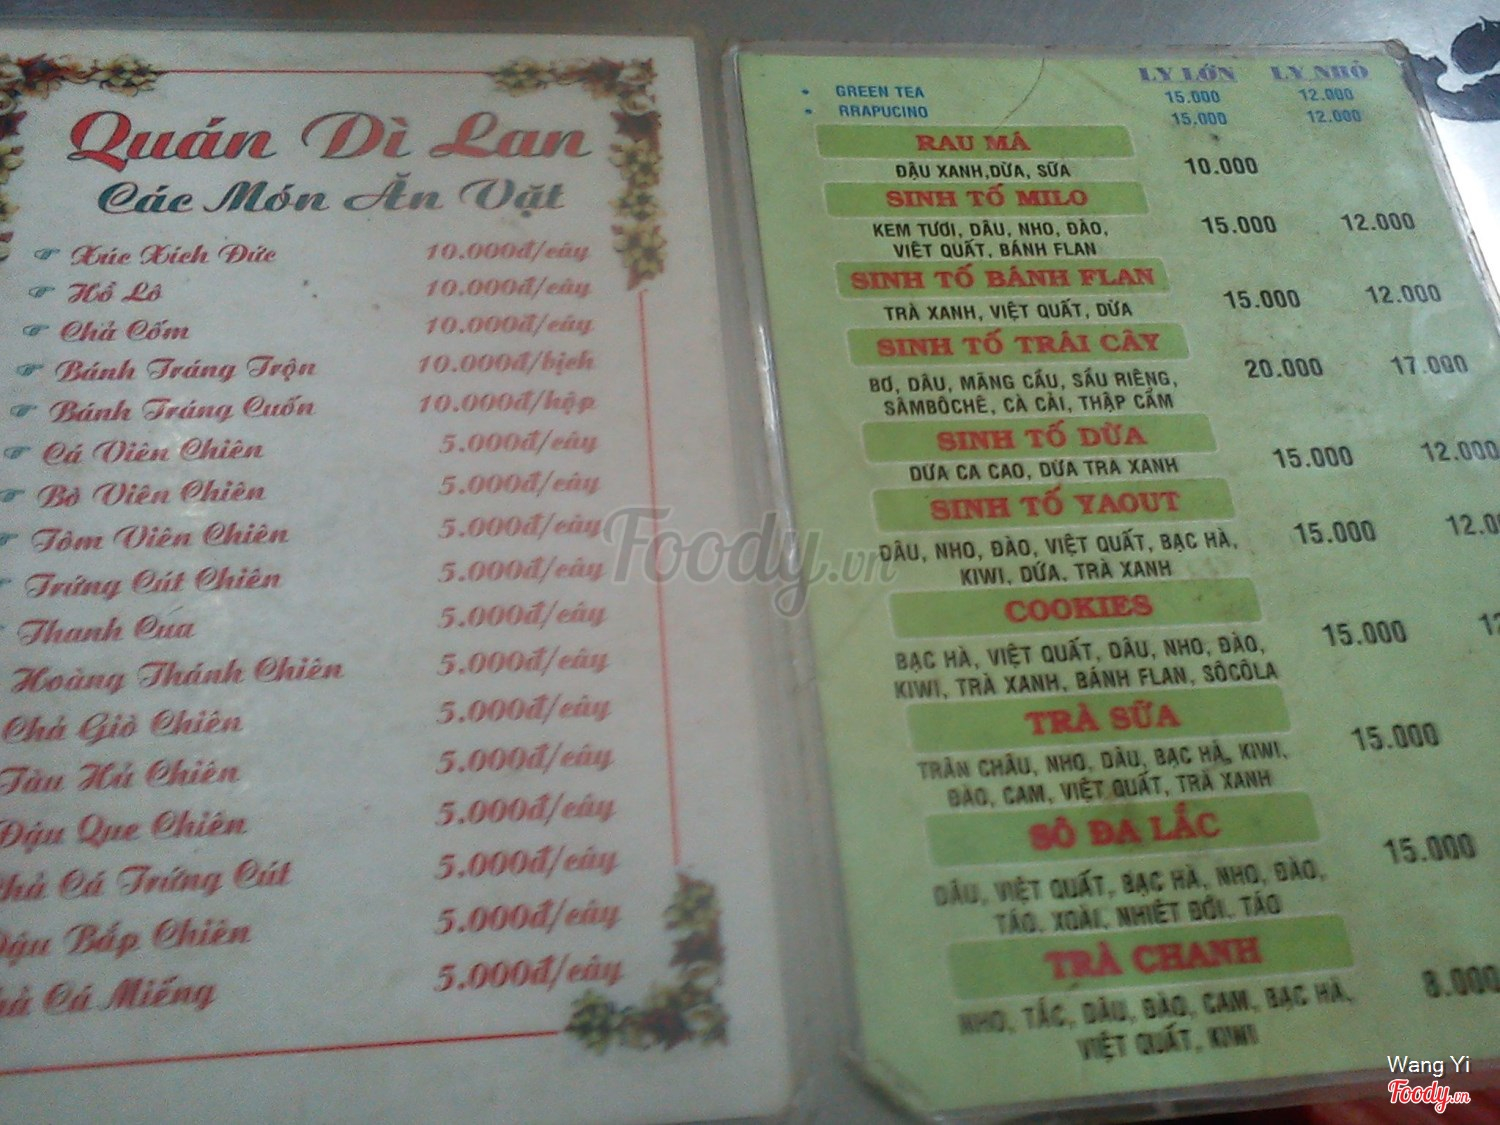 Quán Dì Lan
Các Món Ăn Vặt
Xúc Xích Đức 10.000đ/cây
Hồ Lô 10.000đ/cây
Chả Cốm 10.000đ/cây
Bánh Tráng Trộn 10.000đ/bịch
Bánh Tráng Cuốn 10.000đ/hộp
Cá Viên Chiên 5.000đ/cây
Bò Viên Chiên 5.000đ/cây
Tôm Viên Chiên 5.000đ/cây
Trứng Cút Chiên 5.000đ/cây
Thanh Cua 5.000đ/cây
Hoàng Thánh Chiên 5.000đ/cây
Chả Giò Chiên 5.000đ/cây
Tàu Hủ Chiên 5.000đ/cây
Đậu Que Chiên 5.000đ/cây
Cá Trứng Cút 5.000đ/cây
Bắp Chiên 5.000đ/cây
Cá Miếng 5.000đ/cây
LY LỚN LY NHỎ
GREEN TEA 15.000 12.000
RRAPUCINO 15.000 12.000
RAU MÁ
ĐẬU XANH,DỪA, SỮA 10.000
SINH TỐ MILO
KEM TƯƠI, DÂU, NHO, ĐÀO, 15.000 12.000
VIỆT QUẤT, BÁNH FLAN
SINH TỐ BÁNH FLAN
TRÀ XANH, VIỆT QUẤT, DỪA 15.000 12.000
SINH TỐ TRÁI CÂY
BƠ, DÂU, MÃNG CẦU, SẦU RIÊNG, 20.000 17.000
SÂMBÔCHÊ, CÀ CẢI, THẬP CẨM
SINH TỐ DỪA
DỪA CA CAO, DỪA TRÀ XANH 15.000 12.000
SINH TỐ YAOUT
DÂU, NHO, ĐÀO, VIỆT QUẤT, BẠC HÀ, 15.000
KIWI, DỨA, TRÀ XANH
COOKIES
BẠC HÀ, VIỆT QUẤT, DÂU, NHO, ĐÀO, 15.000
KIWI, TRÀ XANH, BÁNH FLAN, SÔCÔLA
TRÀ SỮA
TRÂN CHÂU, NHO, DÂU, BẠC HÀ, KIWI, 15.000
ĐÀO, CAM, VIỆT QUẤT, TRÀ XANH
SÔ ĐA LẮC
DÂU, VIỆT QUẤT, BẠC HÀ, NHO, ĐÀO, 15.000
TÁO, XOÀI, NHIỆT ĐỚI, TÁO
TRÀ CHANH
NHO, TẮC, DÂU, ĐÀO, CAM, BẠC HÀ, 8.000
VIỆT QUẤT, KIWI
Foody.vn
Wang Yi
Foody.vn